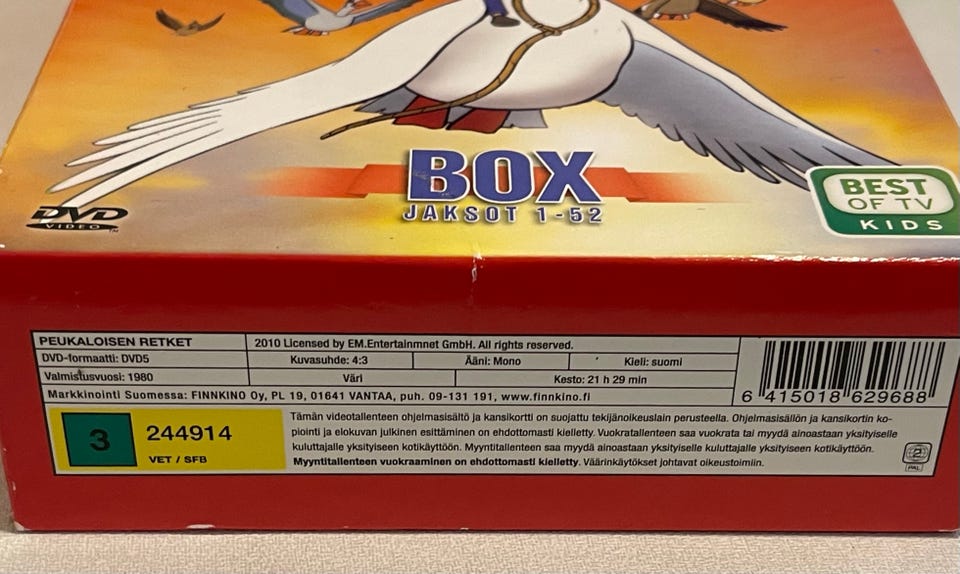 BOX
JAKSOT 1-52
DVD
VIDEO
TM
BEST
OF TV
KIDS
PEUKALOISEN RETKET
2010 Licensed by EM.Entertainmnet GmbH. All rights reserved.
DVD-formaatti: DVD5
Kuvasuhde: 4:3
Ääni: Mono
Kieli: suomi
Valmistusvuosi: 1980
Väri
Kesto: 21 h 29 min
Markkinointi Suomessa: FINNKINO Oy, PL 19, 01641 VANTAA, puh. 09-131 191, www.finnkino.fi
6 415018 629688
3
244914
VET / SFB
Tämän videotallenteen ohjelmasisältö ja kansikortti on suojattu tekijänoikeuslain perusteella. Ohjelmasisällön ja kansikortin ko-
piointi ja elokuvan julkinen esittäminen on ehdottomasti kielletty. Vuokratallenteen saa vuokrata tai myydä ainoastaan yksityiselle
kuluttajalle yksityiseen kotikäyttöön. Myyntitallenteen saa myydä ainoastaan yksityiselle kuluttajalle yksityiseen kotikäyttöön.
Myyntitallenteen vuokraaminen on ehdottomasti kielletty. Väärinkäytökset johtavat oikeustoimiin.
2
PAL